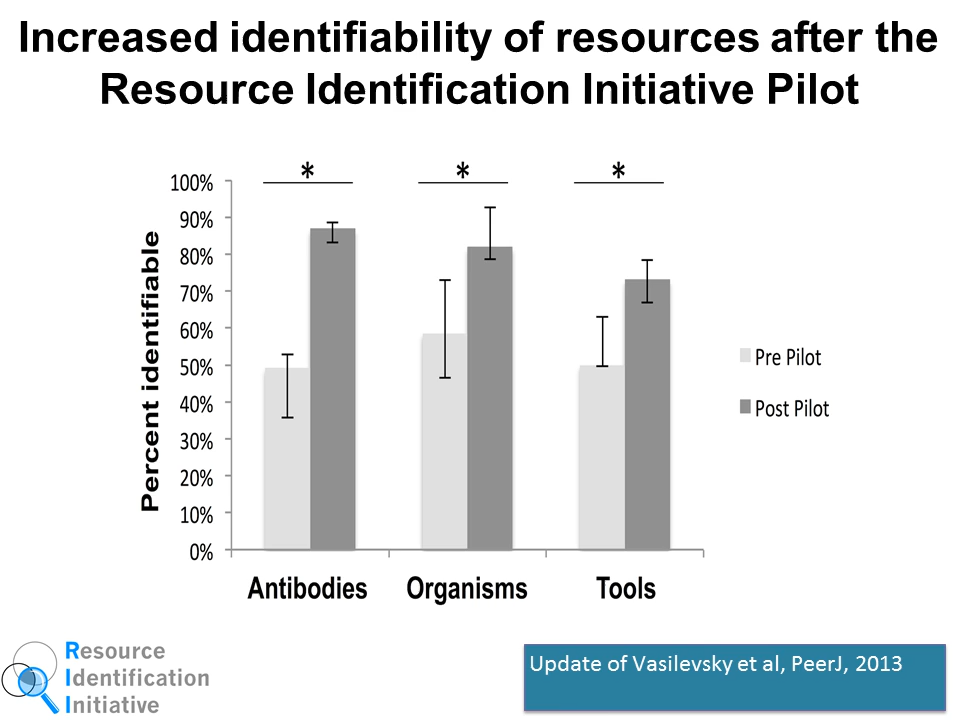 Increased identifiability of resources after the
Resource Identification Initiative Pilot
* * *
100%
90%
80%
70%
60%
50%
40%
30%
20%
10%
0%
Percent identifiable
Antibodies Organisms Tools
Pre Pilot
Post Pilot
Resource
Identification
Initiative
Update of Vasilevsky et al, PeerJ, 2013